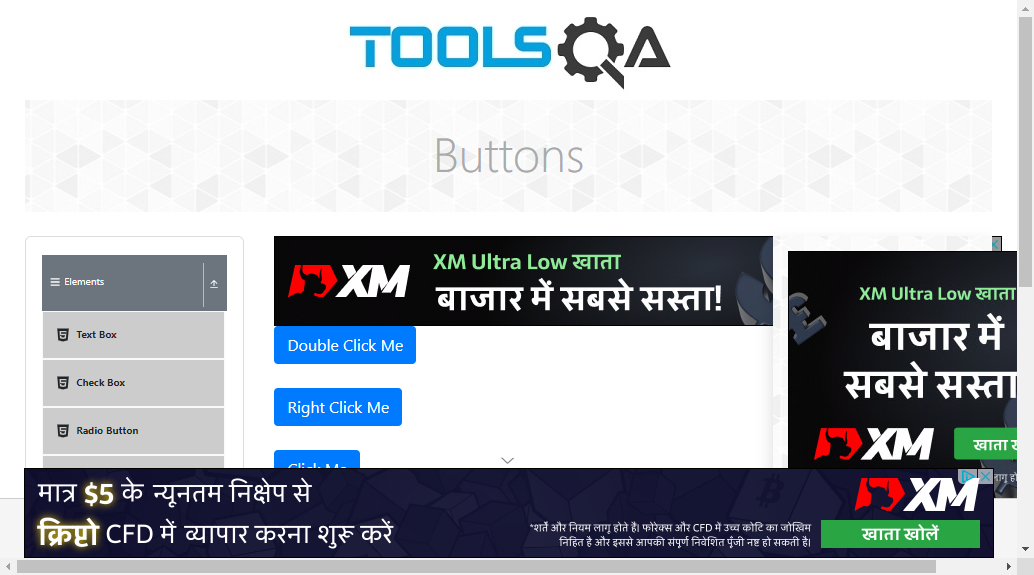 TOOLSQA
Buttons
Elements
Text Box
Check Box
Radio Button
XM
XM Ultra Low खाता
बाजार में सबसे सस्ता!
Double Click Me
Right Click Me
Click Me
XM Ultra Low खाता
बाजार में
सबसे सस्ता
XM
खाता
लागू हो
मात्र $5 के न्यूनतम निक्षेप से
क्रिप्टो CFD में व्यापार करना शुरू करें
*शर्तें और नियम लागू होते हैं। फोरेक्स और CFD में उच्च कोटि का जोखिम
निहित है और इससे आपकी संपूर्ण निवेशित पूँजी नष्ट हो सकती है।
XM
खाता खोलें